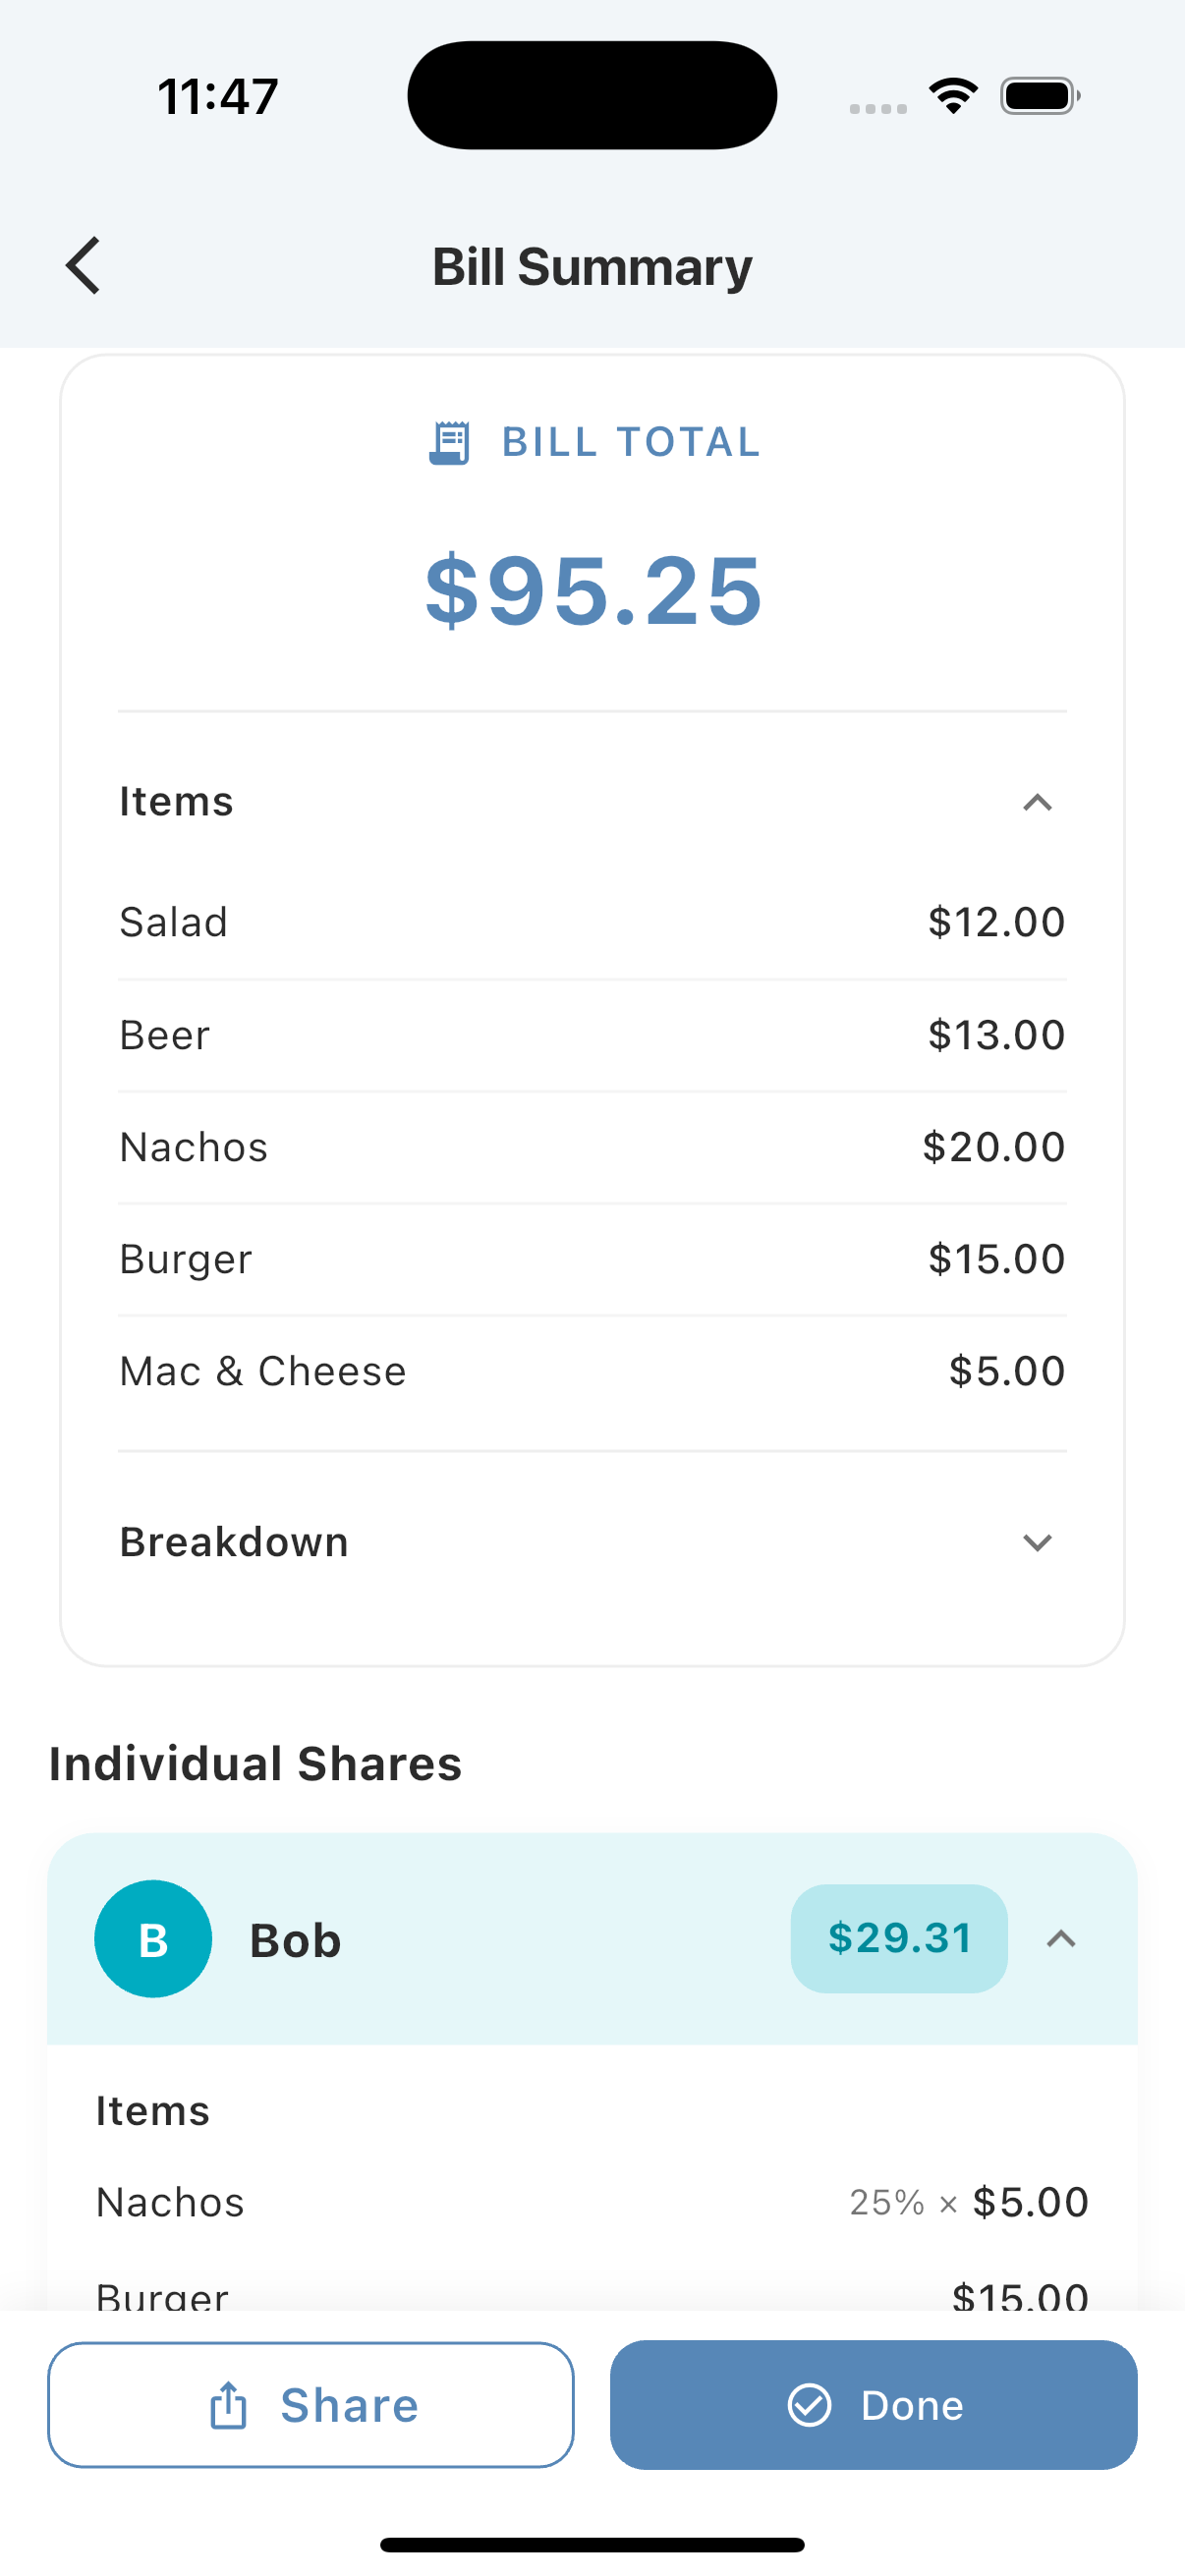 11:47
Bill Summary
BILL TOTAL
$95.25
Items
Salad $12.00
Beer $13.00
Nachos $20.00
Burger $15.00
Mac & Cheese $5.00
Breakdown
Individual Shares
B Bob $29.31
Items
Nachos 25% × $5.00
Burger $15.00
Share Done